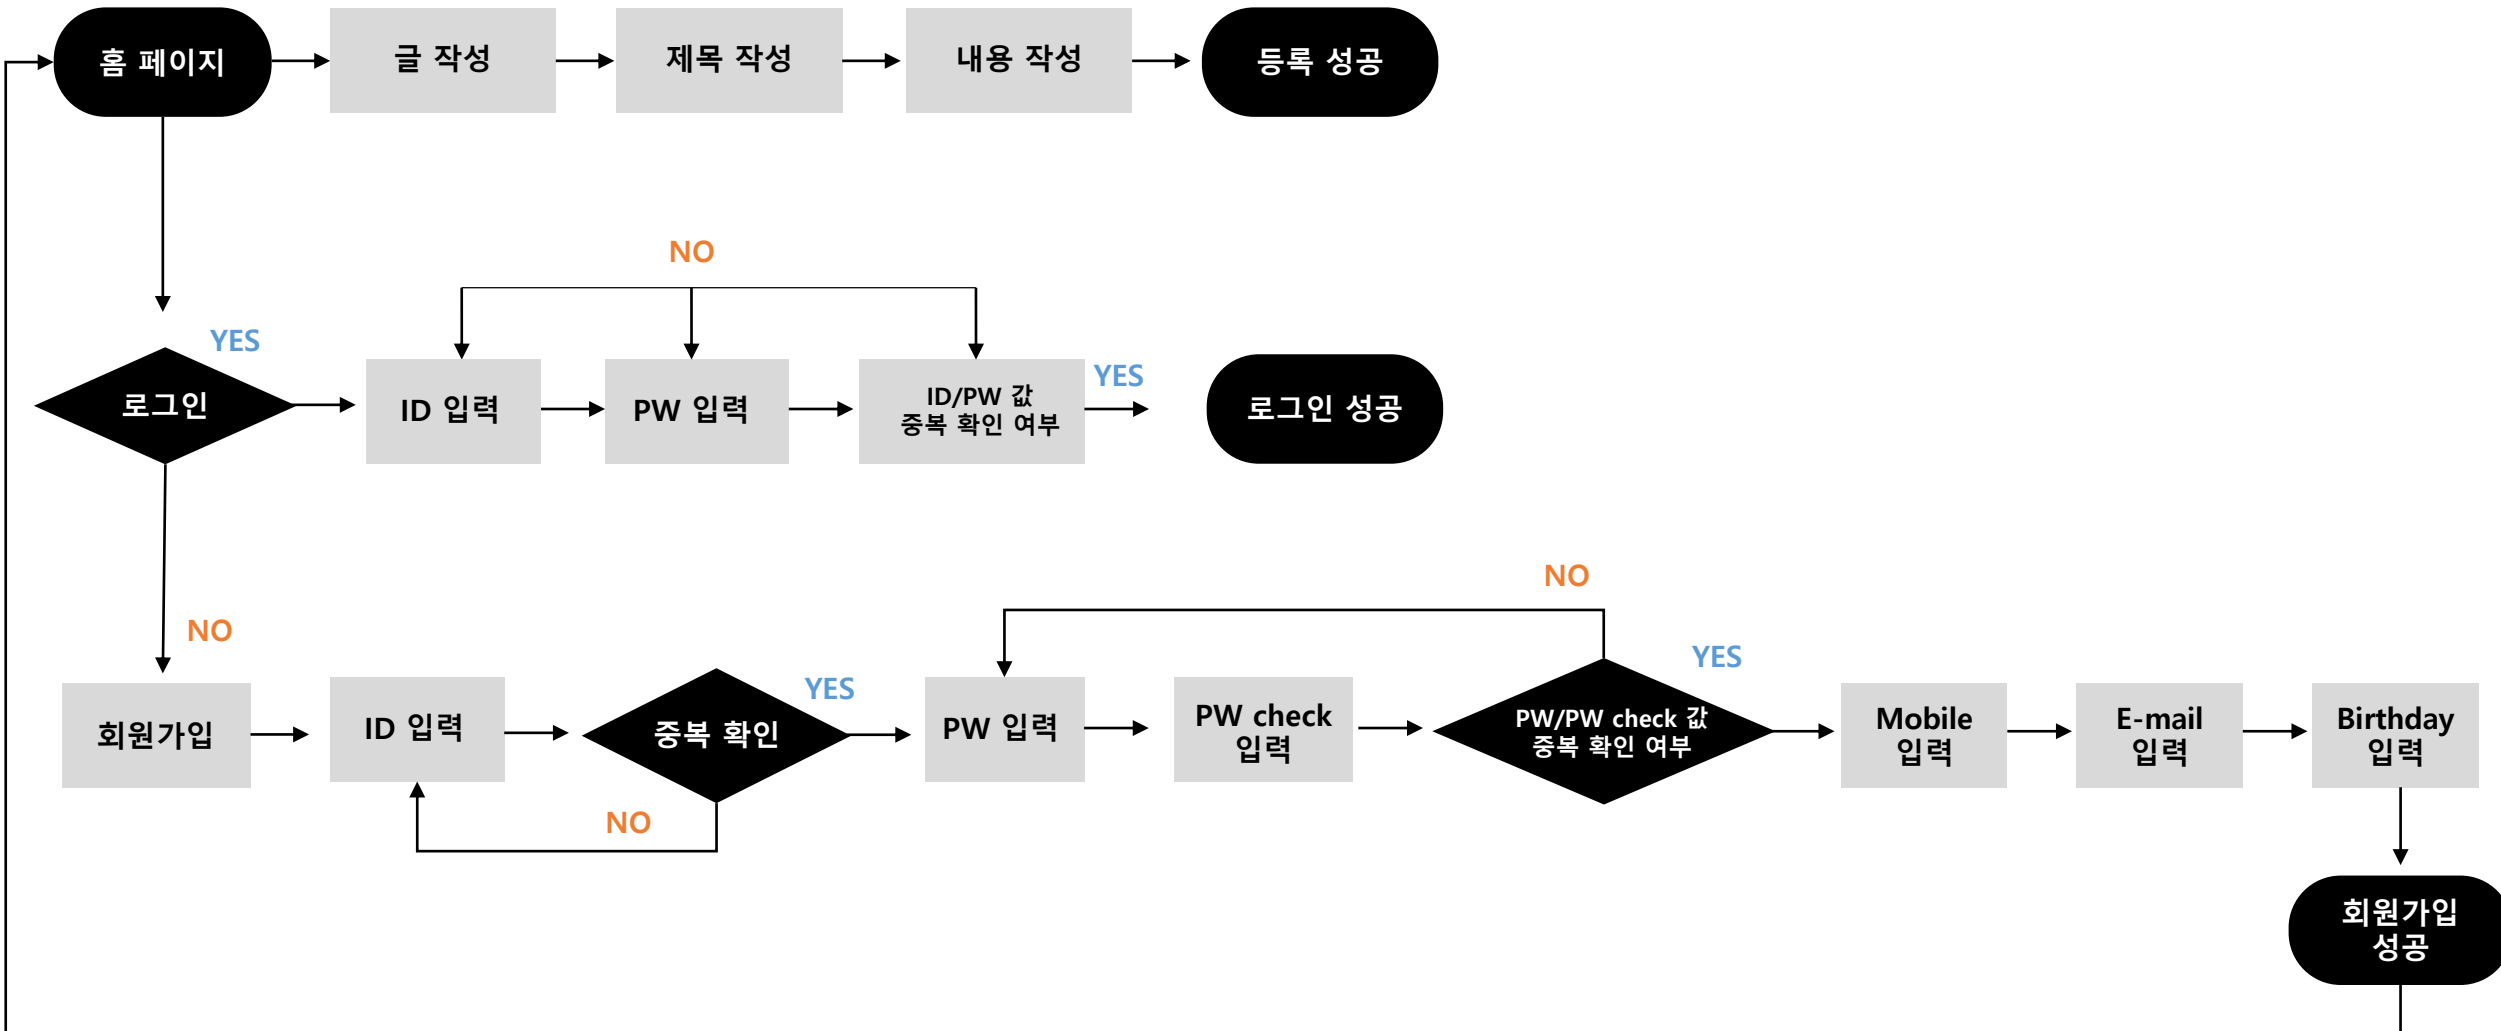 홈 페이지
글 작성
제목 작성
내용 작성
등록 성공
NO
YES
로그인
ID 입력
PW 입력
ID/PW 값
중복 확인 여부
YES
로그인 성공
NO
NO
YES
회원가입
ID 입력
중복 확인
YES
PW 입력
PW check
입력
PW/PW check 값
중복 확인 여부
Mobile
입력
E-mail
입력
Birthday
입력
NO
회원가입
성공